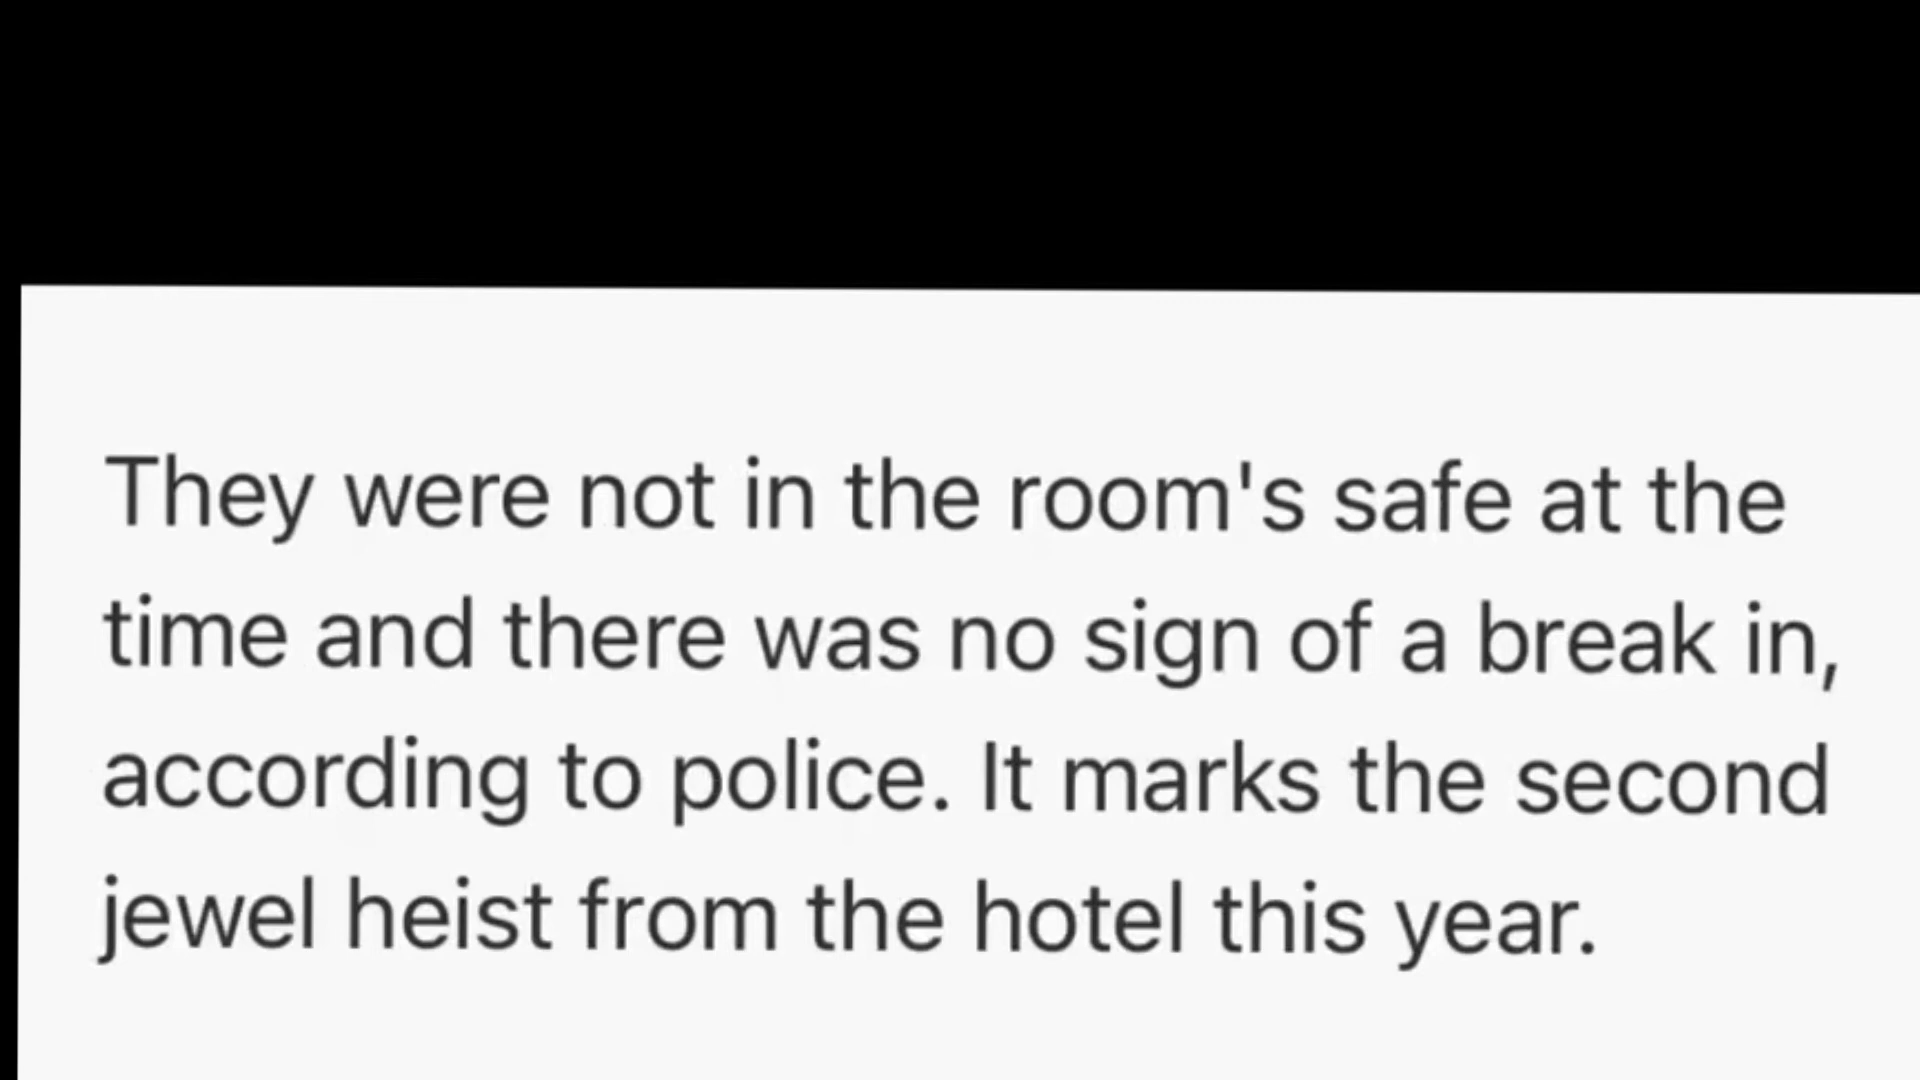 They were not in the room's safe at the
time and there was no sign of a break in,
according to police. It marks the second
jewel heist from the hotel this year.